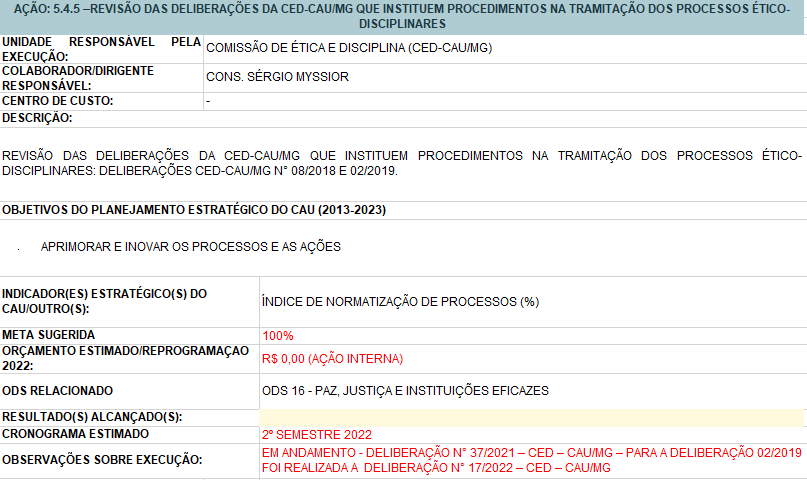 AÇÃO: 5.4.5 –REVISÃO DAS DELIBERAÇÕES DA CED-CAU/MG QUE INSTITUEM PROCEDIMENTOS NA TRAMITAÇÃO DOS PROCESSOS ÉTICO-
DISCIPLINARES
UNIDADE RESPONSÁVEL PELA
EXECUÇÃO:
COMISSÃO DE ÉTICA E DISCIPLINA (CED-CAU/MG)
COLABORADOR/DIRIGENTE
RESPONSÁVEL:
CONS. SÉRGIO MYSSIOR
CENTRO DE CUSTO:
-
DESCRIÇÃO:
REVISÃO DAS DELIBERAÇÕES DA CED-CAU/MG QUE INSTITUEM PROCEDIMENTOS NA TRAMITAÇÃO DOS PROCESSOS ÉTICO-
DISCIPLINARES: DELIBERAÇÕES CED-CAU/MG N° 08/2018 E 02/2019.
OBJETIVOS DO PLANEJAMENTO ESTRATÉGICO DO CAU (2013-2023)
· APRIMORAR E INOVAR OS PROCESSOS E AS AÇÕES
INDICADOR(ES) ESTRATÉGICO(S) DO
CAU/OUTRO(S):
ÍNDICE DE NORMATIZAÇÃO DE PROCESSOS (%)
META SUGERIDA
100%
ORÇAMENTO ESTIMADO/REPROGRAMAÇAO
2022:
R$ 0,00 (AÇÃO INTERNA)
ODS RELACIONADO
ODS 16 - PAZ, JUSTIÇA E INSTITUIÇÕES EFICAZES
RESULTADO(S) ALCANÇADO(S):
CRONOGRAMA ESTIMADO
2º SEMESTRE 2022
OBSERVAÇÕES SOBRE EXECUÇÃO:
EM ANDAMENTO - DELIBERAÇÃO N° 37/2021 – CED – CAU/MG – PARA A DELIBERAÇÃO 02/2019
FOI REALIZADA A DELIBERAÇÃO N° 17/2022 – CED – CAU/MG